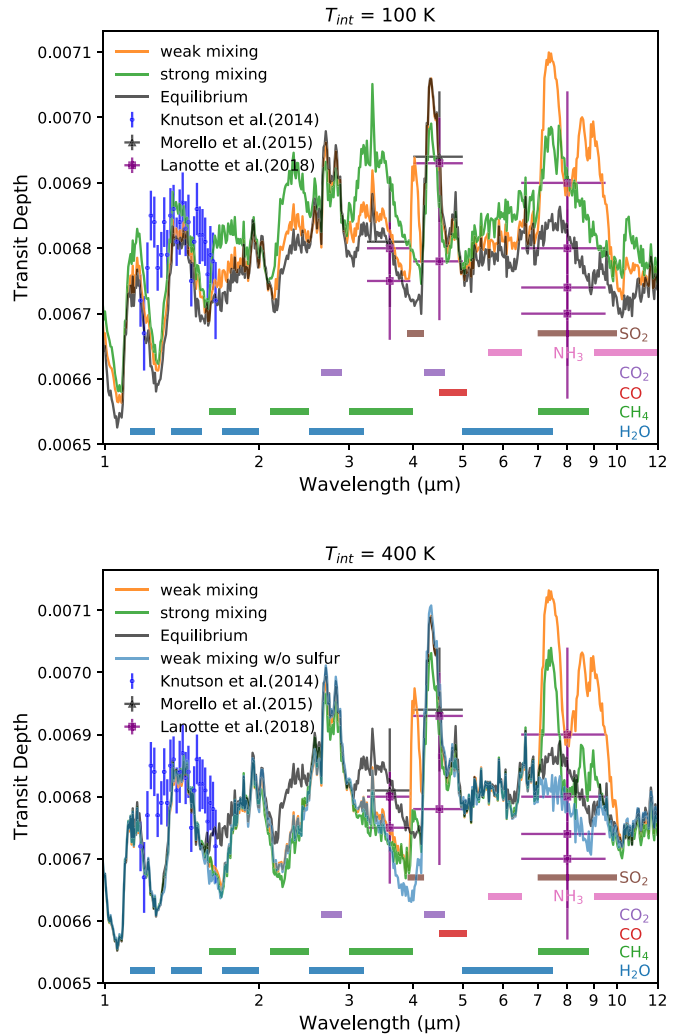 T_int = 100 K
weak mixing
strong mixing
Equilibrium
Knutson et al.(2014)
Morello et al.(2015)
Lanotte et al.(2018)
Transit Depth
0.0071
0.0070
0.0069
0.0068
0.0067
0.0066
0.0065
SO₂
NH₃
CO₂
CO
CH₄
H₂O
1 2 3 4 5 6 7 8 9 10 12
Wavelength (μm)
T_int = 400 K
weak mixing
strong mixing
Equilibrium
weak mixing w/o sulfur
Knutson et al.(2014)
Morello et al.(2015)
Lanotte et al.(2018)
Transit Depth
0.0071
0.0070
0.0069
0.0068
0.0067
0.0066
0.0065
SO₂
NH₃
CO₂
CO
CH₄
H₂O
1 2 3 4 5 6 7 8 9 10 12
Wavelength (μm)